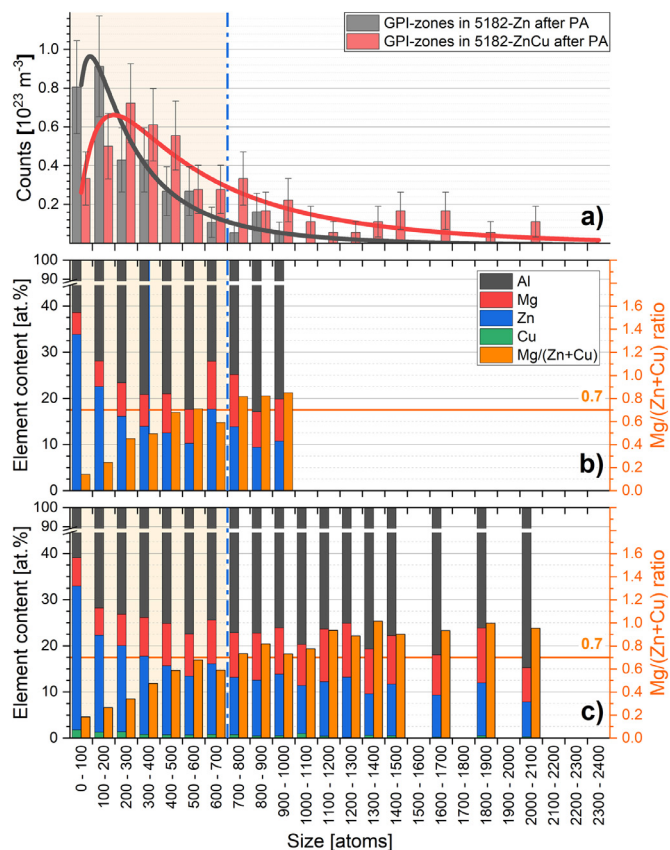 GPI-zones in 5182-Zn after PA
GPI-zones in 5182-ZnCu after PA
Counts [10²³ m⁻³]
1.0
0.8
0.6
0.4
0.2
a)
Element content [at.%]
100
90
40
30
20
10
0
Al
Mg
Zn
Cu
Mg/(Zn+Cu)
0.7
b)
1.6
1.4
1.2
1.0
0.8
0.6
0.4
0.2
0.0
Mg/(Zn+Cu) ratio
Element content [at.%]
100
90
40
30
20
10
0
0.7
c)
1.6
1.4
1.2
1.0
0.8
0.6
0.4
0.2
0.0
Mg/(Zn+Cu) ratio
0 - 100
100 - 200
200 - 300
300 - 400
400 - 500
500 - 600
600 - 700
700 - 800
800 - 900
900 - 1000
1000 - 1100
1100 - 1200
1200 - 1300
1300 - 1400
1400 - 1500
1500 - 1600
1600 - 1700
1700 - 1800
1800 - 1900
1900 - 2000
2000 - 2100
2100 - 2200
2200 - 2300
2300 - 2400
Size [atoms]